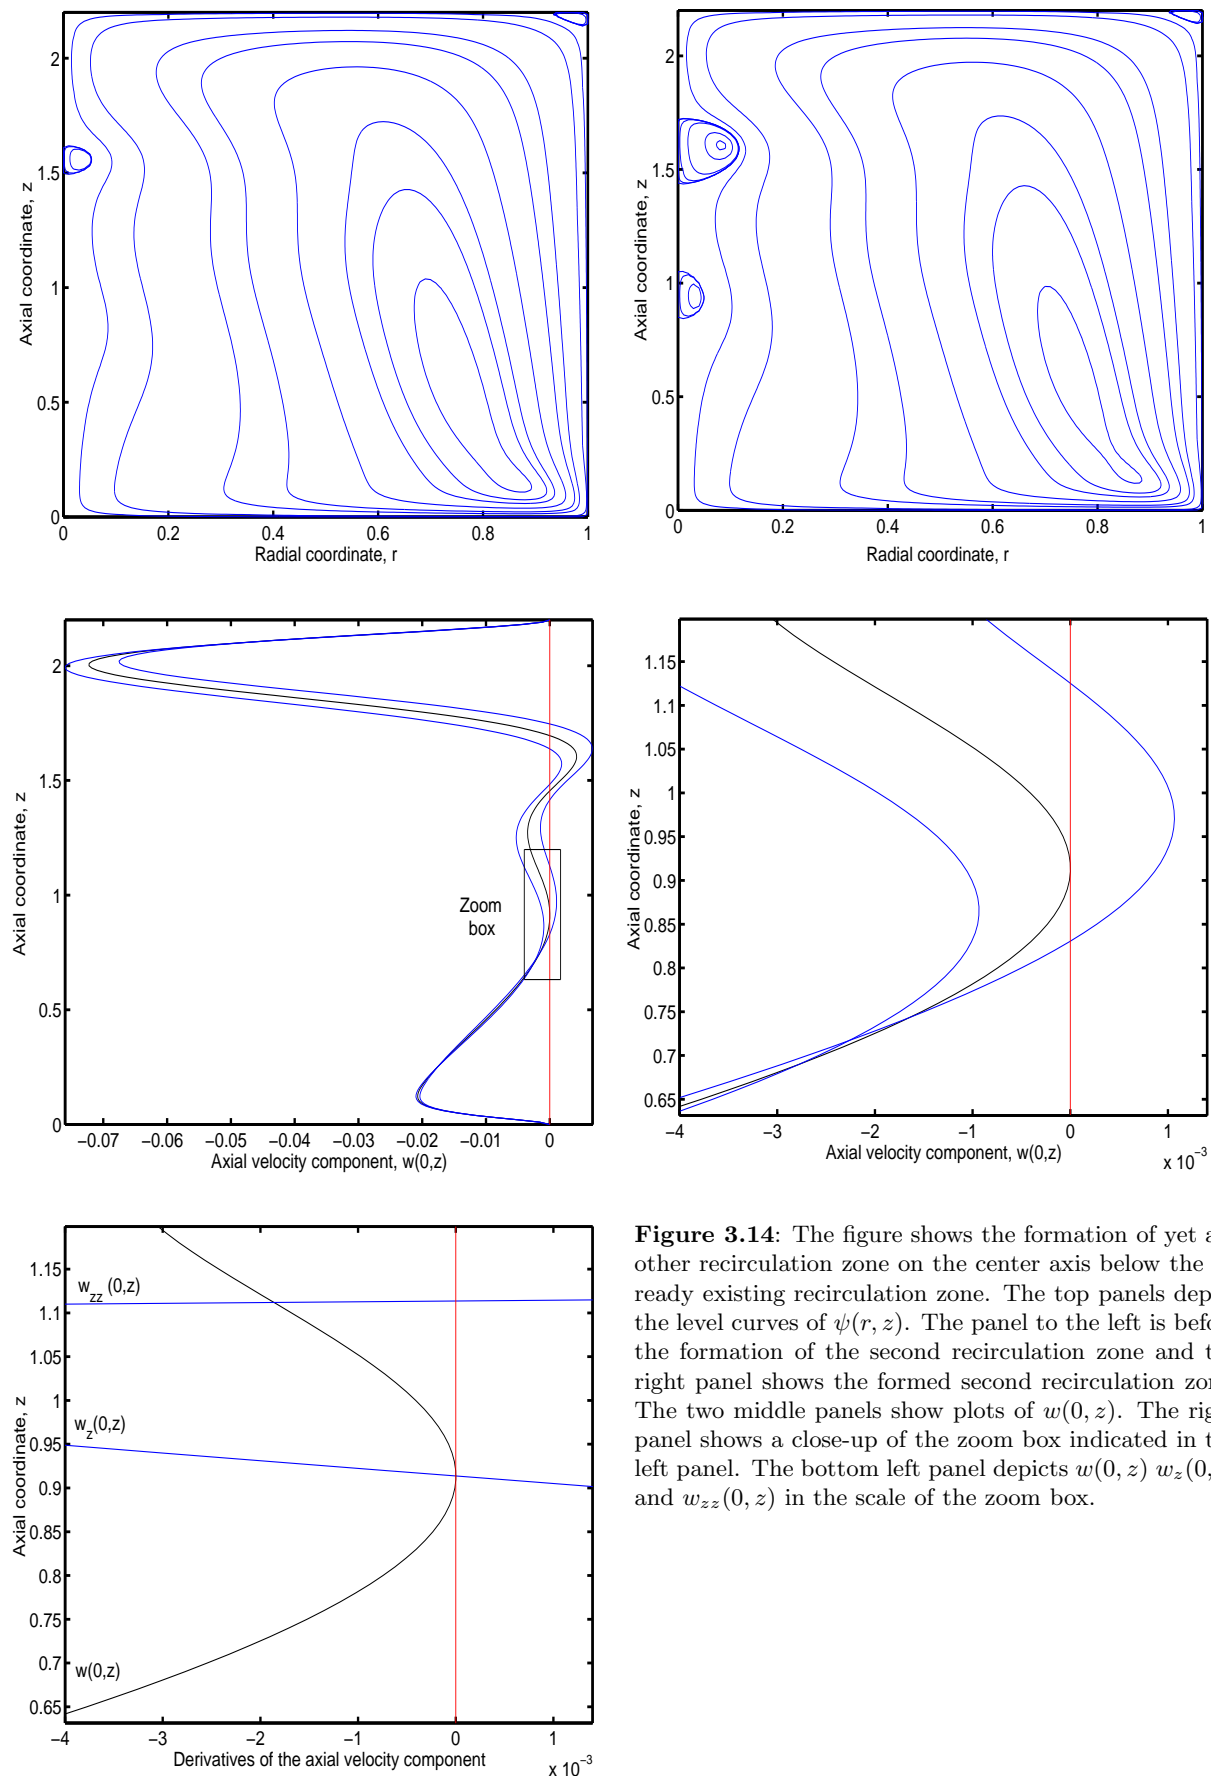 2
1.5
1
0.5
0
0 0.2 0.4 0.6 0.8 1
Axial coordinate, z
Radial coordinate, r
2
1.5
1
0.5
0
0 0.2 0.4 0.6 0.8 1
Axial coordinate, z
Radial coordinate, r
2
1.5
1
0.5
0
−0.07 −0.06 −0.05 −0.04 −0.03 −0.02 −0.01 0
Axial coordinate, z
Zoom
box
Axial velocity component, w(0,z)
1.15
1.1
1.05
1
0.95
0.9
0.85
0.8
0.75
0.7
0.65
−4 −3 −2 −1 0 1
Axial coordinate, z
Axial velocity component, w(0,z)
x 10⁻³
1.15
1.1
1.05
1
0.95
0.9
0.85
0.8
0.75
0.7
0.65
−4 −3 −2 −1 0 1
Axial coordinate, z
w_zz (0,z)
w_z(0,z)
w(0,z)
Derivatives of the axial velocity component
x 10⁻³
Figure 3.14: The figure shows the formation of yet a
other recirculation zone on the center axis below the
ready existing recirculation zone. The top panels dep
the level curves of ψ(r, z). The panel to the left is befo
the formation of the second recirculation zone and t
right panel shows the formed second recirculation zon
The two middle panels show plots of w(0, z). The rig
panel shows a close-up of the zoom box indicated in t
left panel. The bottom left panel depicts w(0, z) w_z(0,
and w_zz(0, z) in the scale of the zoom box.